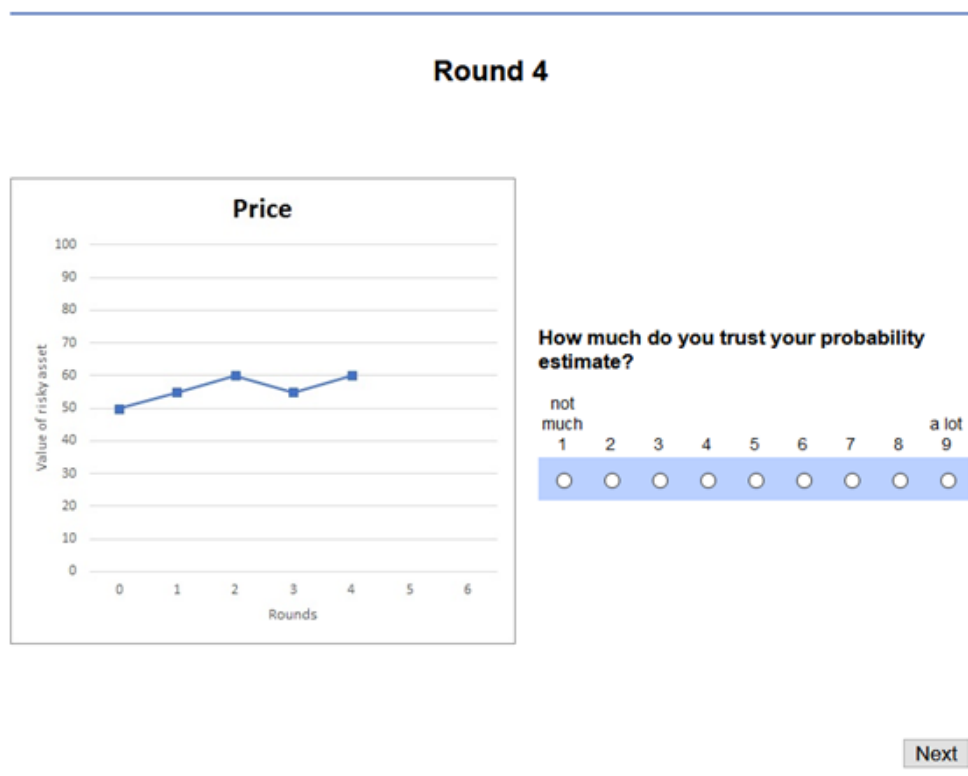 Round 4
Price
100
90
80
70
60
50
40
30
20
10
0
Value of risky asset
0 1 2 3 4 5 6
Rounds
How much do you trust your probability
estimate?
not
much a lot
1 2 3 4 5 6 7 8 9
Next